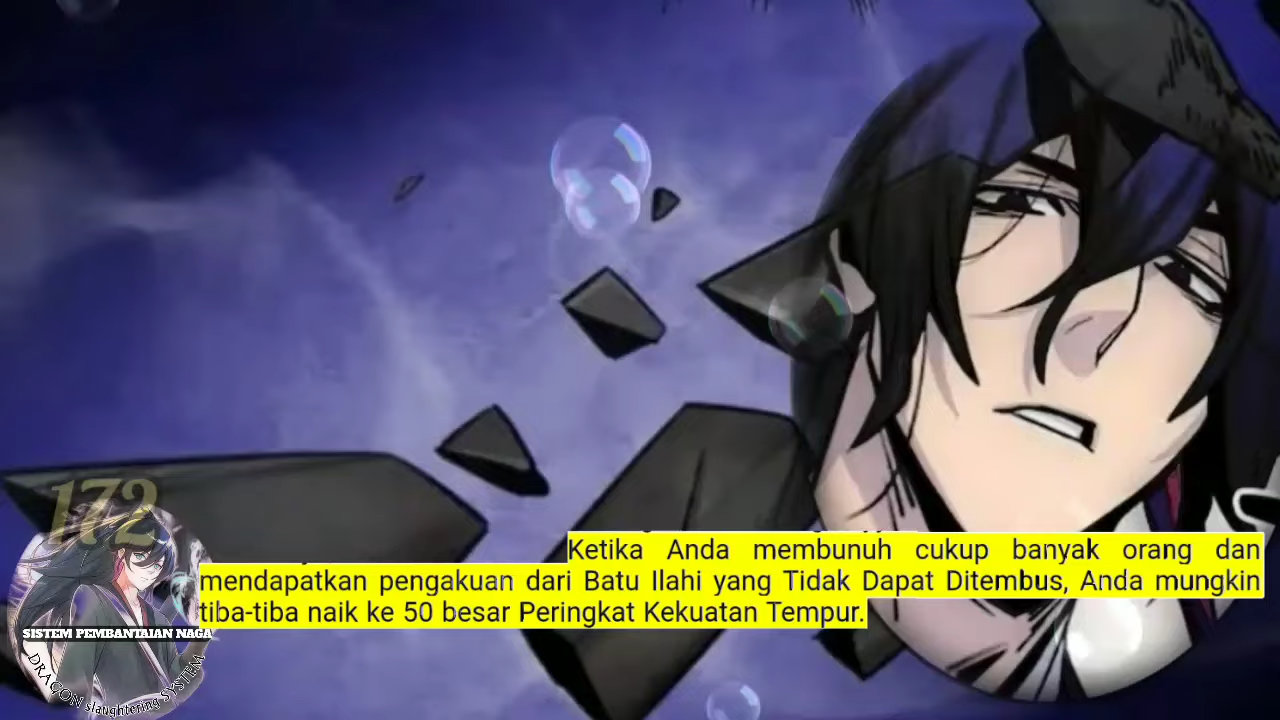 172
Ketika Anda membunuh cukup banyak orang dan
mendapatkan pengakuan dari Batu Ilahi yang Tidak Dapat Ditembus, Anda mungkin
tiba-tiba naik ke 50 besar Peringkat Kekuatan Tempur.
SISTEM PEMBANTAIAN NAGA
DRAGON slaughtering SYSTEM